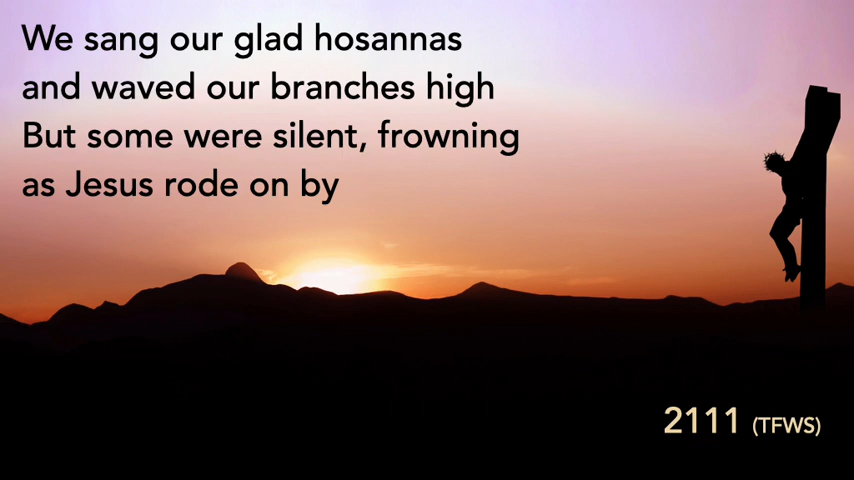 We sang our glad hosannas
and waved our branches high
But some were silent, frowning
as Jesus rode on by
2111 (TFWS)